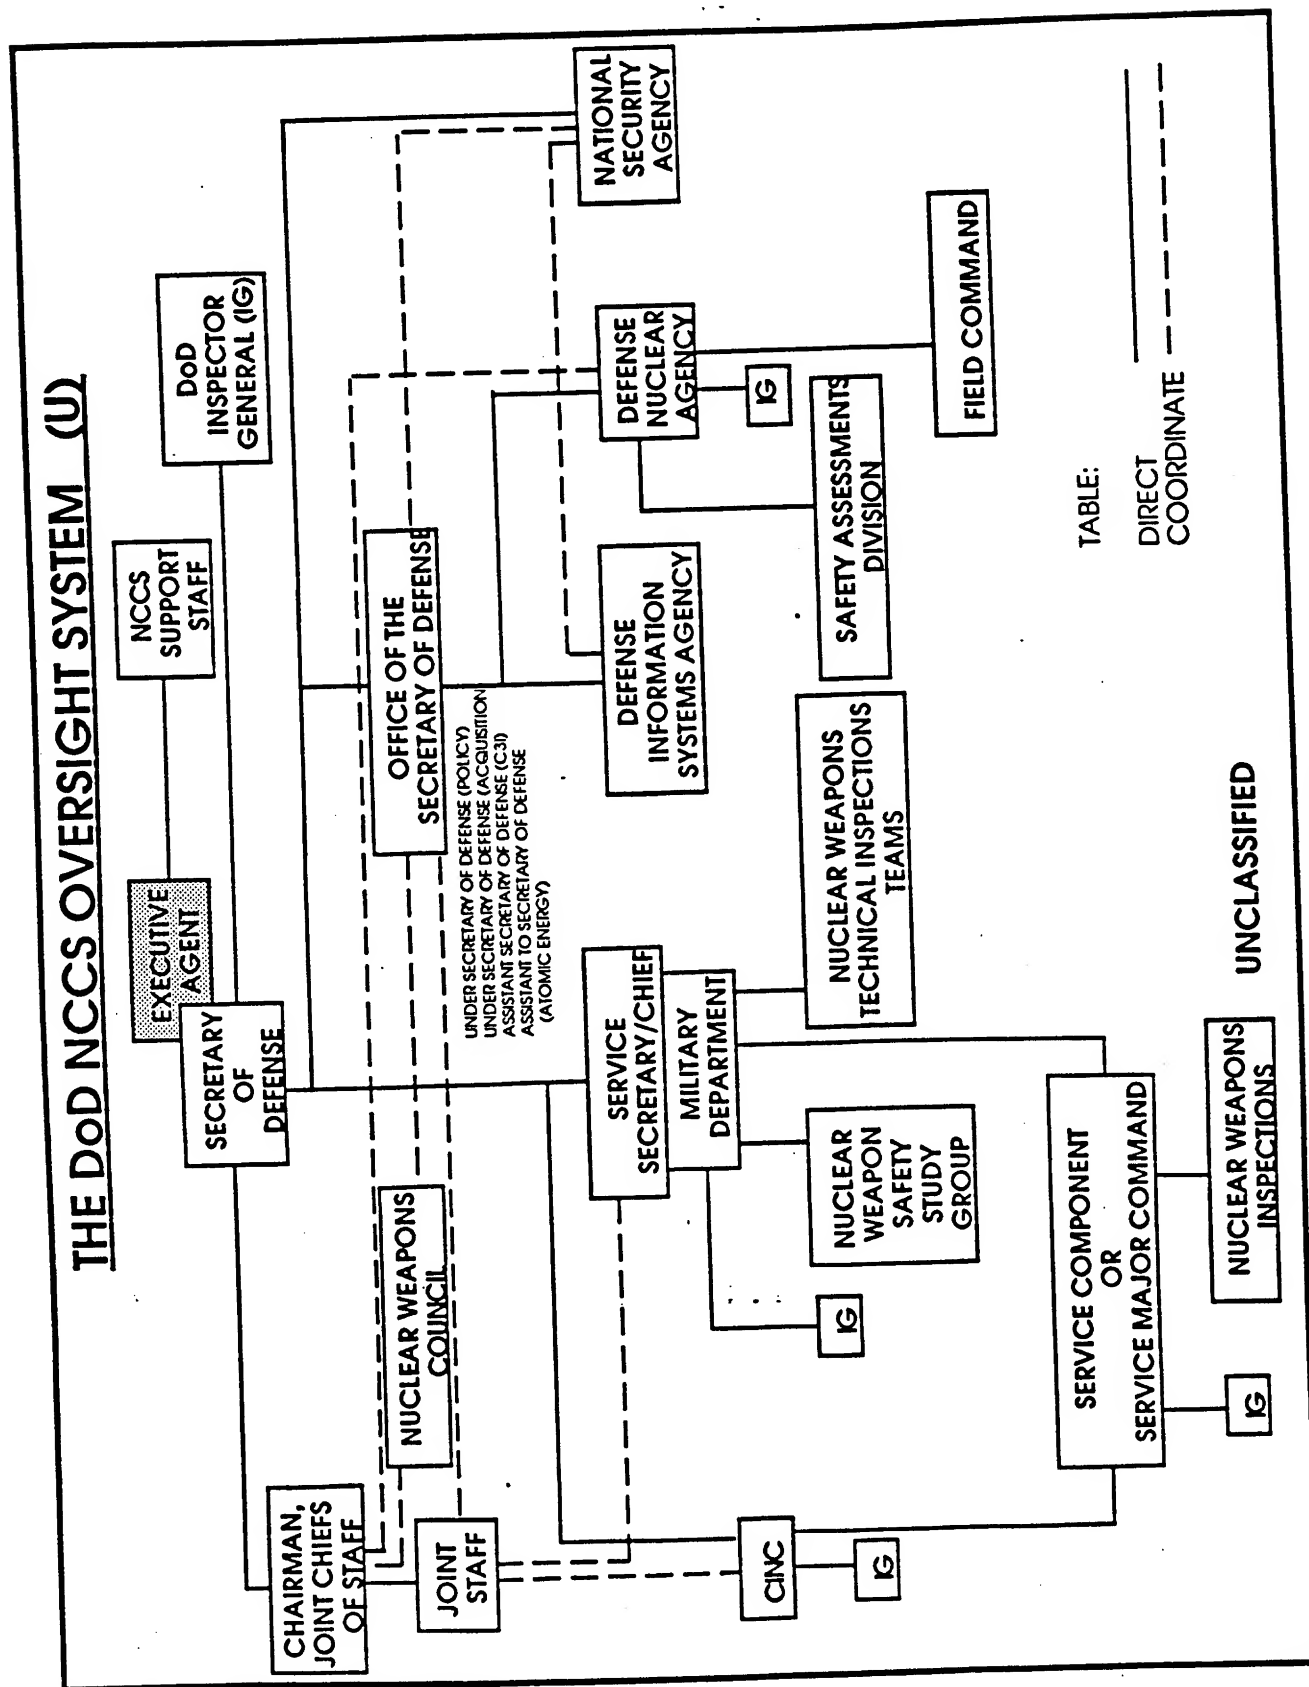 THE DoD NCCS OVERSIGHT SYSTEM (U)
EXECUTIVE
AGENT
NCCS
SUPPORT
STAFF
SECRETARY
OF
DEFENSE
DoD
INSPECTOR
GENERAL (IG)
CHAIRMAN,
JOINT CHIEFS
OF STAFF
NUCLEAR WEAPONS
COUNCIL
OFFICE OF THE
SECRETARY OF DEFENSE
UNDER SECRETARY OF DEFENSE (POLICY)
UNDER SECRETARY OF DEFENSE (ACQUISITION
ASSISTANT SECRETARY OF DEFENSE (C3I)
ASSISTANT TO SECRETARY OF DEFENSE
(ATOMIC ENERGY)
JOINT
STAFF
SERVICE
SECRETARY/CHIEF
MILITARY
DEPARTMENT
DEFENSE
INFORMATION
SYSTEMS AGENCY
DEFENSE
NUCLEAR
AGENCY
NATIONAL
SECURITY
AGENCY
CINC
IG
IG
NUCLEAR
WEAPON
SAFETY
STUDY
GROUP
NUCLEAR WEAPONS
TECHNICAL INSPECTIONS
TEAMS
SAFETY ASSESSMENTS
DIVISION
IG
FIELD COMMAND
SERVICE COMPONENT
OR
SERVICE MAJOR COMMAND
IG
NUCLEAR WEAPONS
INSPECTIONS
TABLE:
DIRECT
COORDINATE
UNCLASSIFIED